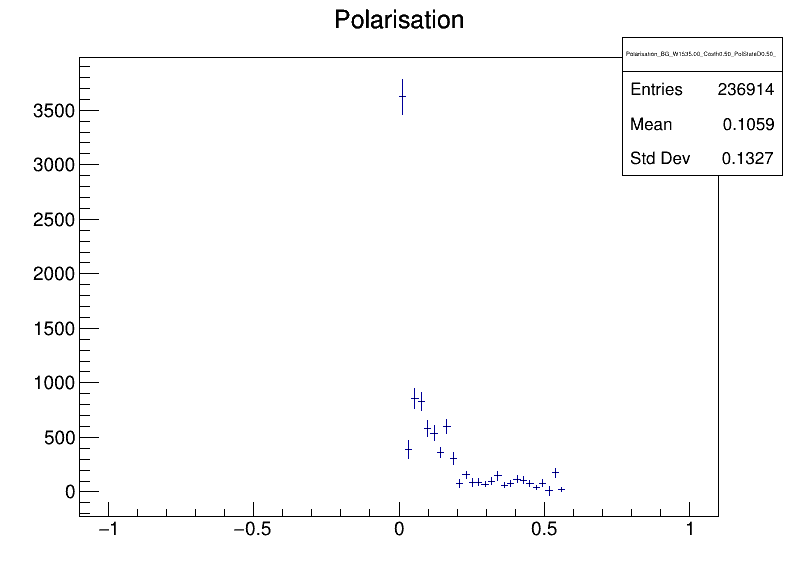 Polarisation
Polarisation_BG_W1535.00_Costh0.50_PolStateD0.50_
Entries 236914
Mean 0.1059
Std Dev 0.1327
3500
3000
2500
2000
1500
1000
500
0
−1 −0.5 0 0.5 1